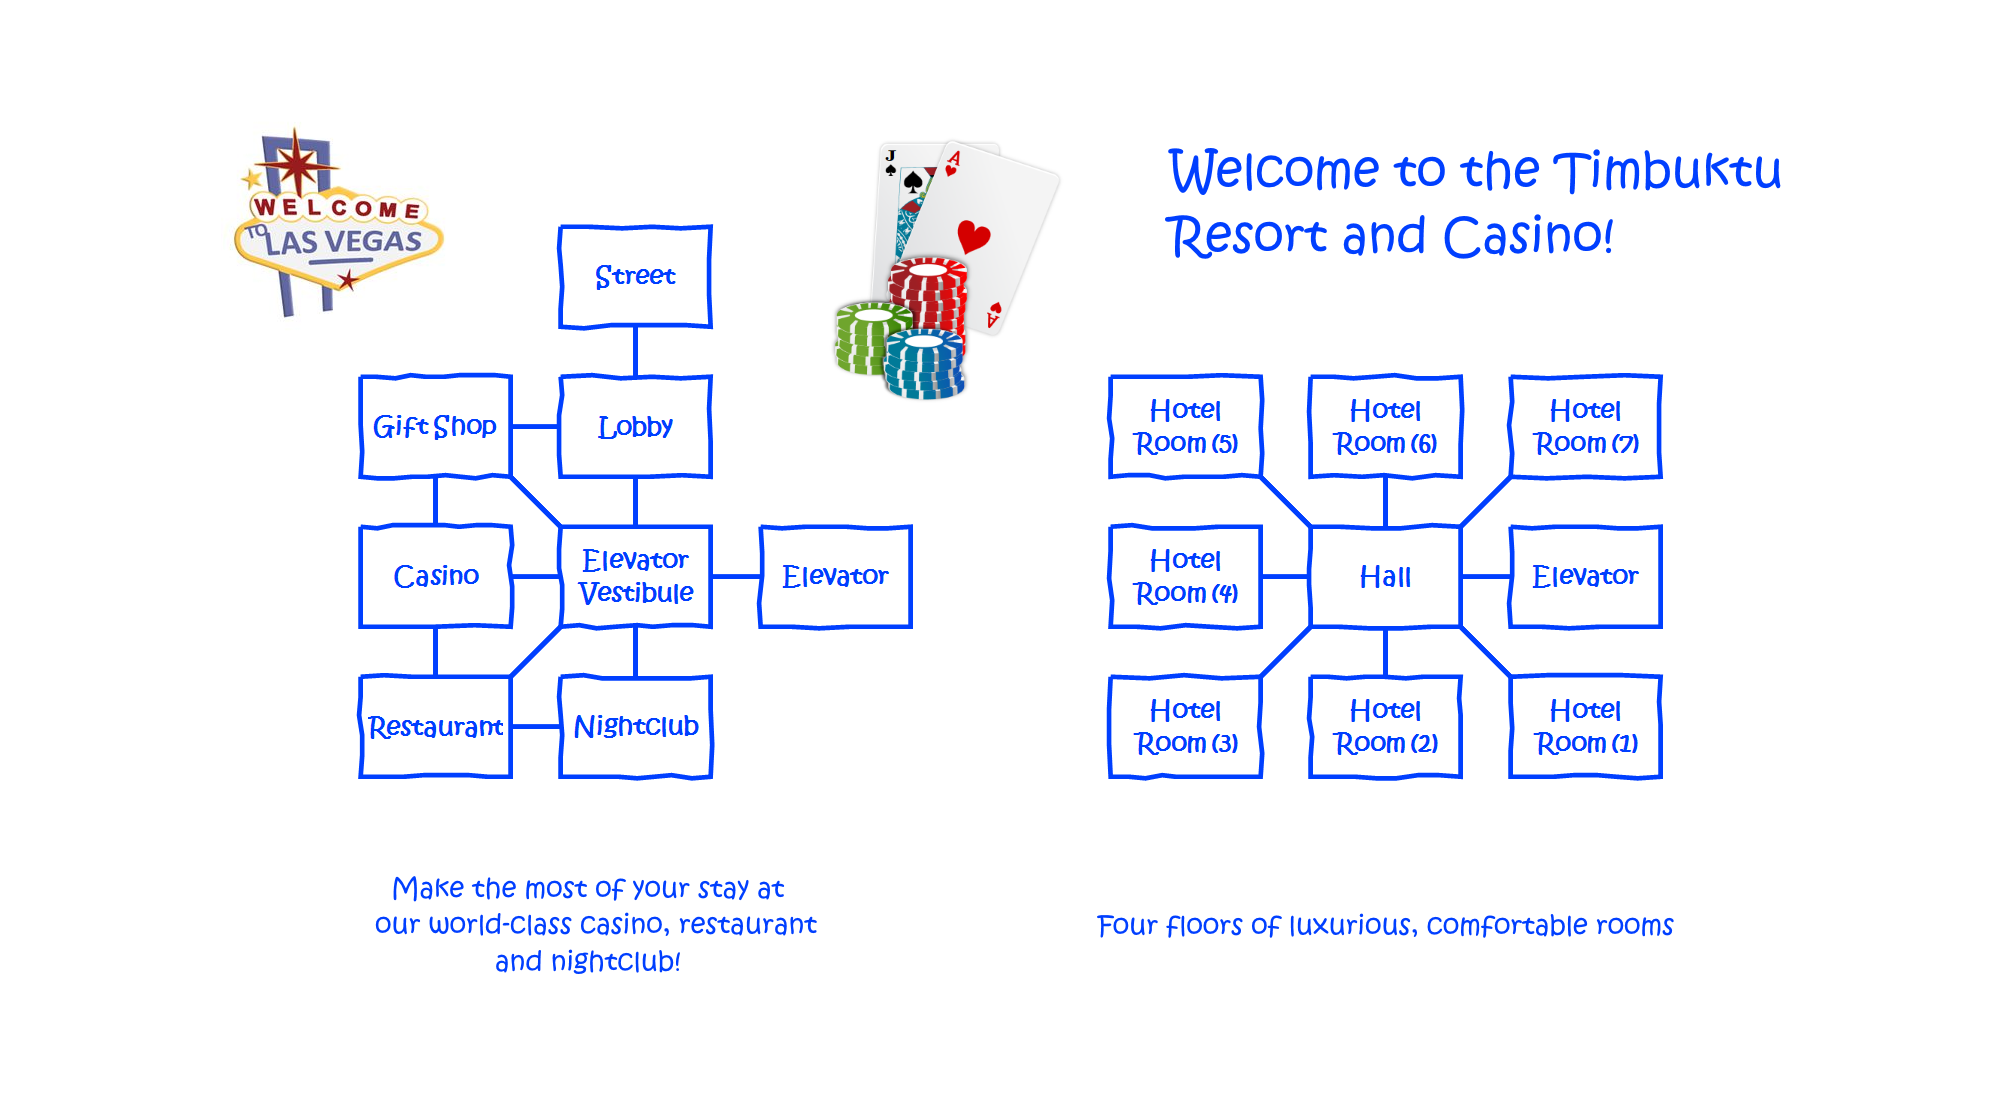 Welcome to the Timbuktu
Resort and Casino!
WELCOME
TO
LAS VEGAS
J
A
A
Street
Gift Shop
Lobby
Casino
Elevator
Vestibule
Elevator
Restaurant
Nightclub
Make the most of your stay at
our world-class casino, restaurant
and nightclub!
Hotel
Room (5)
Hotel
Room (6)
Hotel
Room (7)
Hotel
Room (4)
Hall
Elevator
Hotel
Room (3)
Hotel
Room (2)
Hotel
Room (1)
Four floors of luxurious, comfortable rooms